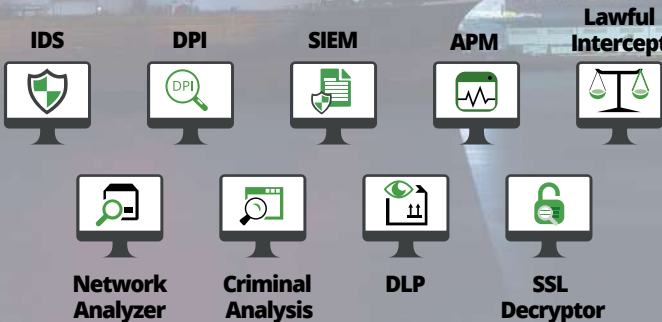 IDS
DPI
SIEM
APM
Lawful
Intercept
DPI
Network
Analyzer
Criminal
Analysis
DLP
SSL
Decryptor